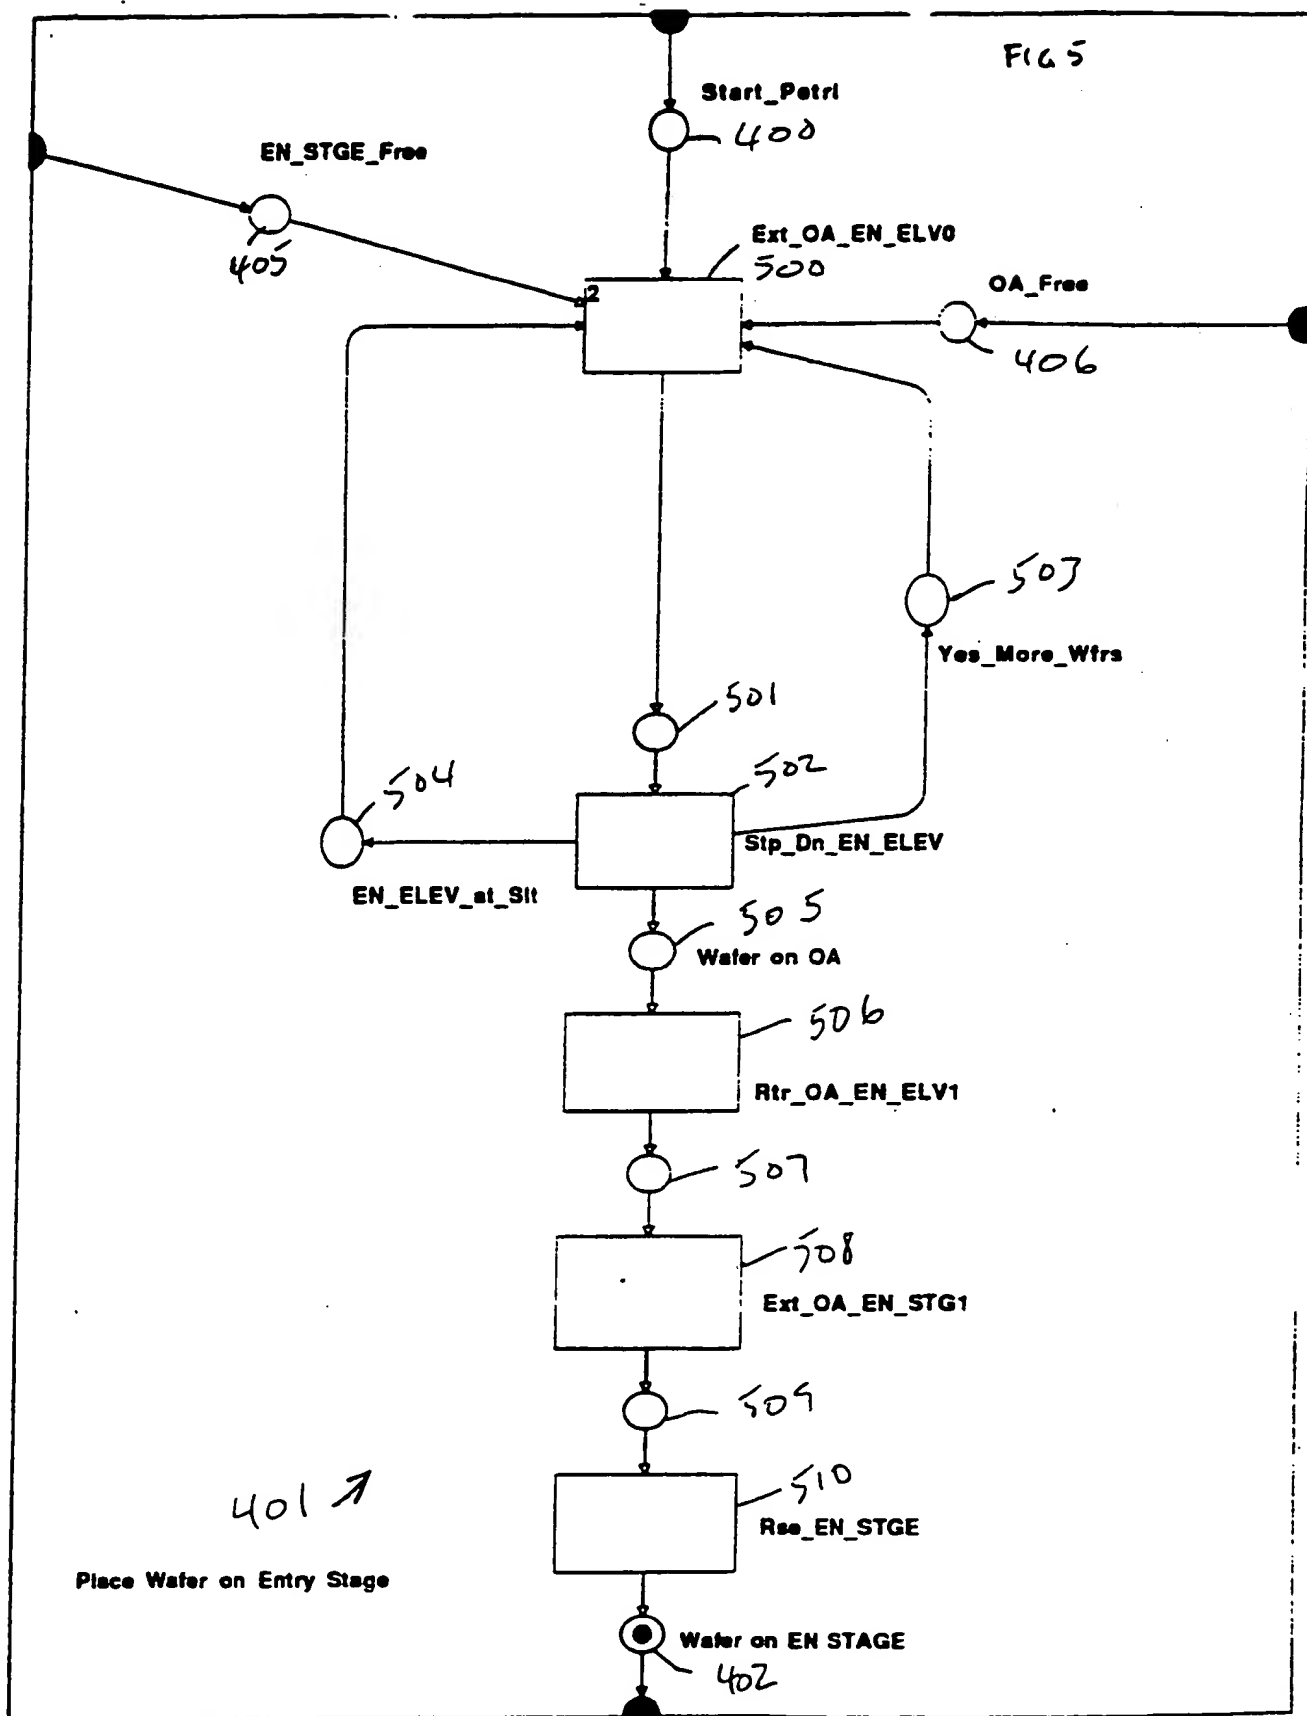 FIG 5
Start_Petri
400
EN_STGE_Free
405
Ext_OA_EN_ELV0
500
2
OA_Free
406
503
Yes_More_Wfrs
501
502
504
Stp_Dn_EN_ELEV
EN_ELEV_at_Slt
505
Wafer on OA
506
Rtr_OA_EN_ELV1
507
508
Ext_OA_EN_STG1
509
510
401
Rse_EN_STGE
Place Wafer on Entry Stage
Wafer on EN STAGE
402